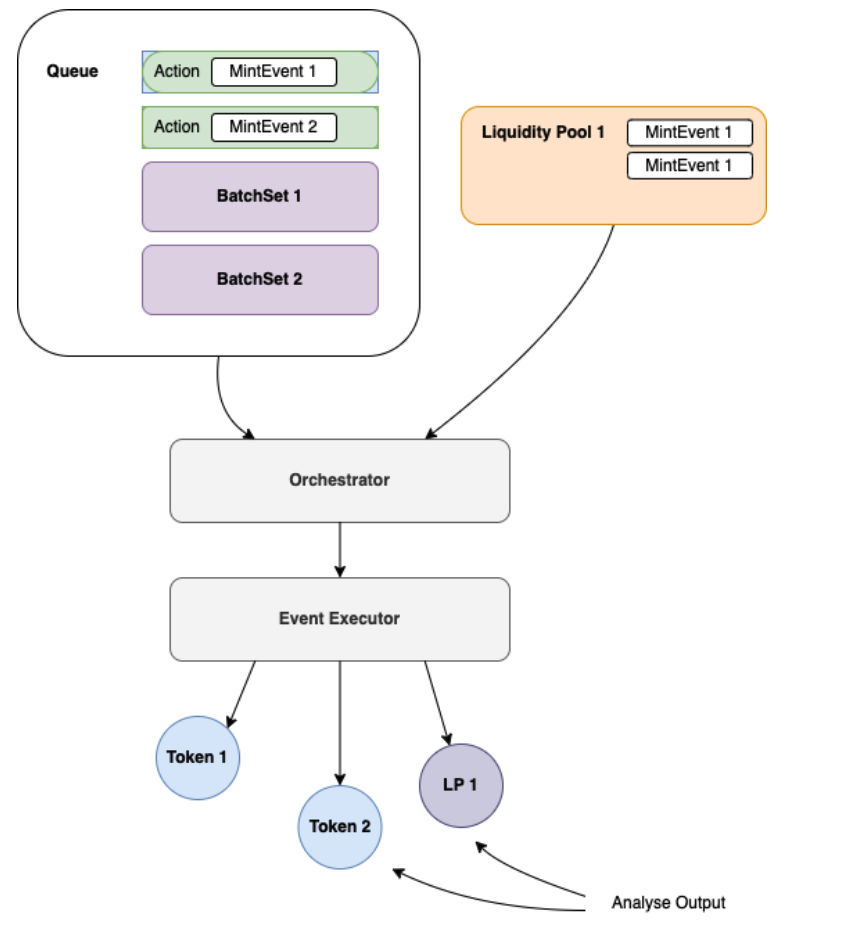 Queue
Action MintEvent 1
Action MintEvent 2
BatchSet 1
BatchSet 2
Liquidity Pool 1 MintEvent 1
MintEvent 1
Orchestrator
Event Executor
Token 1
Token 2
LP 1
Analyse Output